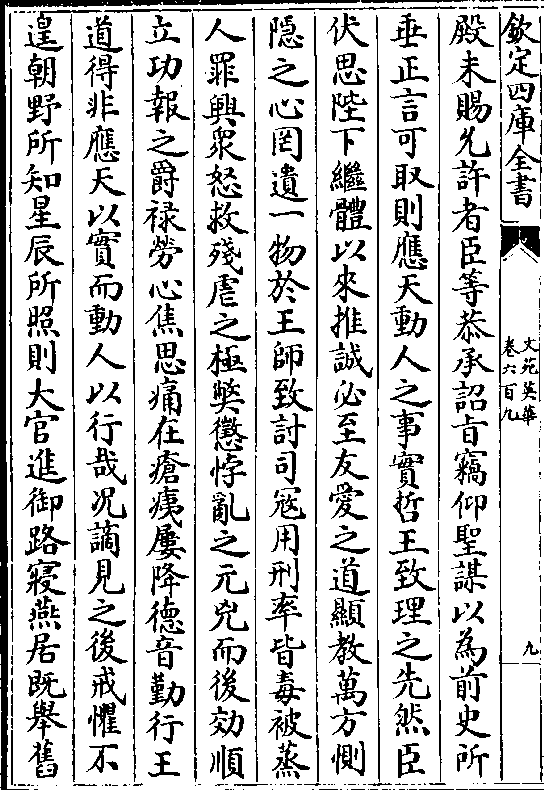 欽定四庫全書
文苑英華
卷六百九
九
殿未賜允許者臣等恭承詔旨竊仰聖謀以為前史所
垂正言可取則應天動人之事實哲王致理之先然臣
伏思陛下繼體以來推誠必至友愛之道顯教萬方惻
隱之心罔遺一物於王師致討司冦用刑率皆毒被蒸
人罪興衆怒救殘虐之極獘懲悖亂之元兇而後効順
立功報之爵禄勞心焦思痛在瘡痍屢降德音勤行王
道得非應天以實而動人以行哉况謫見之後戒懼不
遑朝野所知星辰所照則大官進御路寢燕居既舉舊